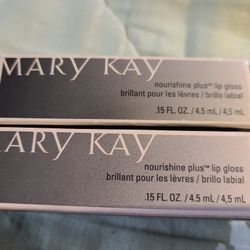 MARY KAY
nourishine plus™ lip gloss
brillant pour les lèvres / brillo labial
.15 FL. OZ. / 4.5 mL / 4,5 mL
ARY KAY
nourishine plus™ lip gloss
brillant pour les lèvres / brillo labial
.15 FL. OZ. / 4.5 mL / 4,5 mL